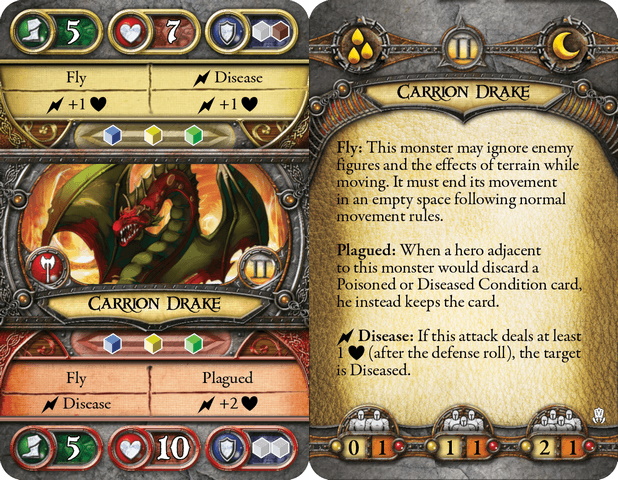 5 7
Fly Disease
+1 +1
II
CARRION DRAKE
Fly Plagued
Disease +2
5 10
II
CARRION DRAKE
Fly: This monster may ignore enemy
figures and the effects of terrain while
moving. It must end its movement
in an empty space following normal
movement rules.
Plagued: When a hero adjacent
to this monster would discard a
Poisoned or Diseased Condition card,
he instead keeps the card.
Disease: If this attack deals at least
1 (after the defense roll), the target
is Diseased.
0 1 1 1 2 1